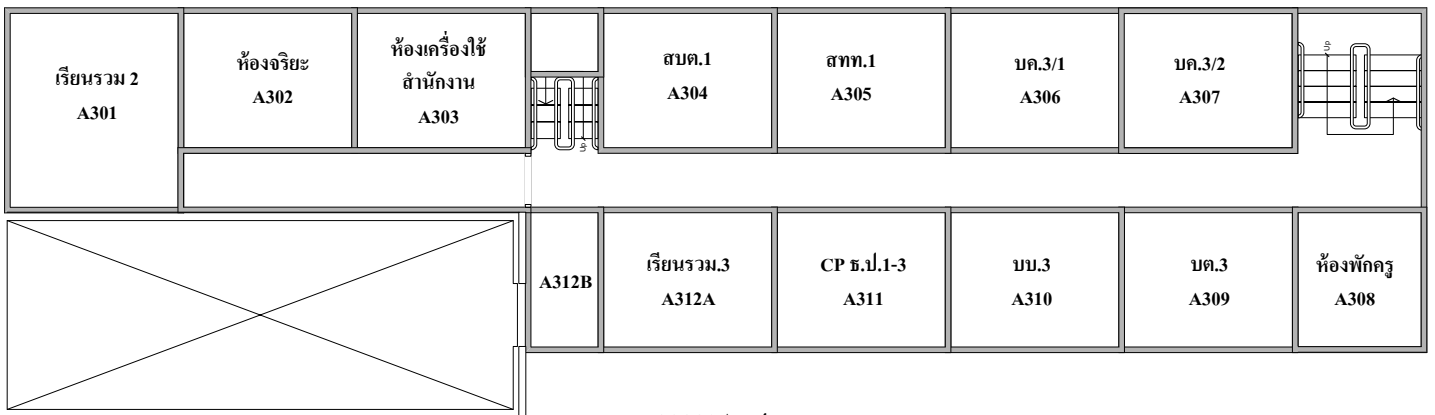 เรียนรวม 2
A301
ห้องจริยะ
A302
ห้องเครื่องใช้
สำนักงาน
A303
Up
สบต.1
A304
สทท.1
A305
บค.3/1
A306
บค.3/2
A307
Up
A312B
เรียนรวม.3
A312A
CP ธ.ป.1-3
A311
บบ.3
A310
บต.3
A309
ห้องพักครู
A308